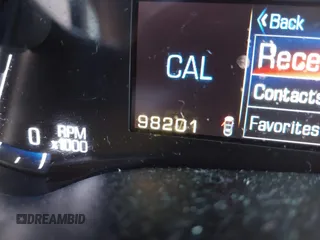 Back
Rece
CAL
Contacts
98201
Favorites
0 RPM
x1000
DREAMBID